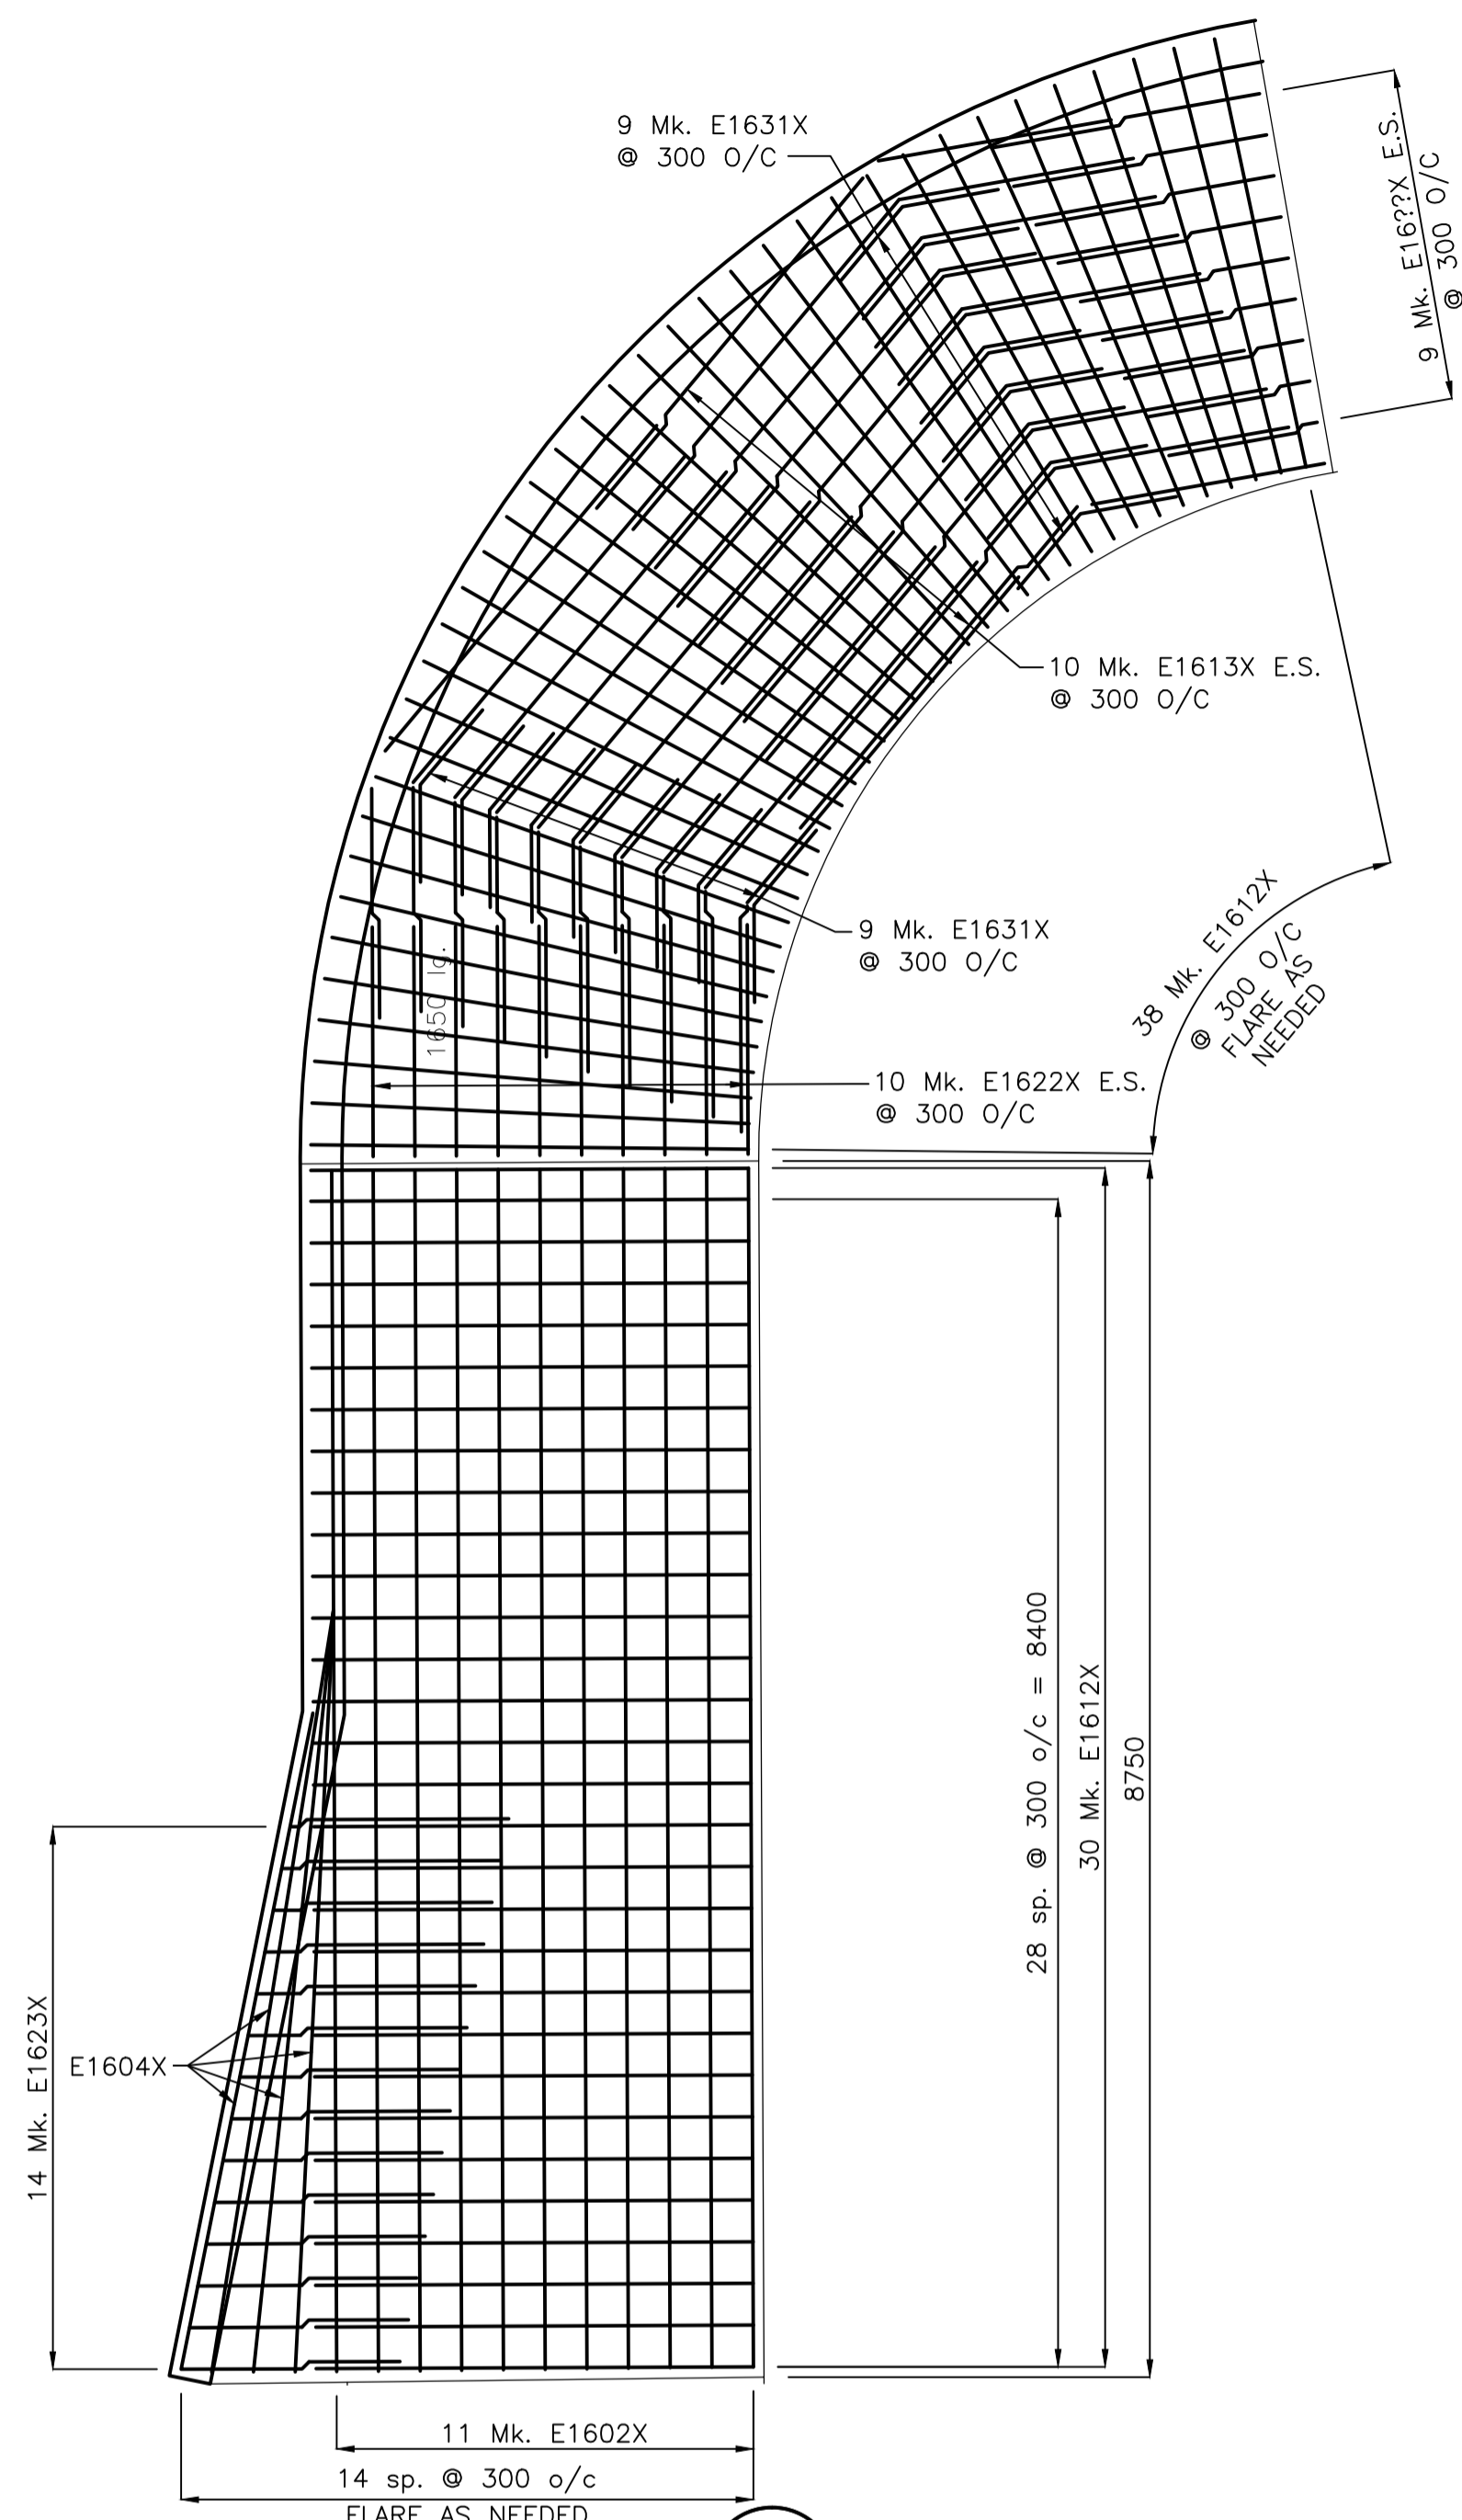 9 Mk. E1631X
@ 300 O/C
9 Mk. E16??X E.S.
@ 300 O/C
10 Mk. E1613X E.S.
@ 300 O/C
38 Mk. E1612X
@ 300 O/C
FLARE AS
NEEDED
9 Mk. E1631X
@ 300 O/C
1650 lg.
10 Mk. E1622X E.S.
@ 300 O/C
28 sp. @ 300 o/c = 8400
30 Mk. E1612X
8750
14 Mk. E1623X
E1604X
11 Mk. E1602X
14 sp. @ 300 o/c
FLARE AS NEEDED